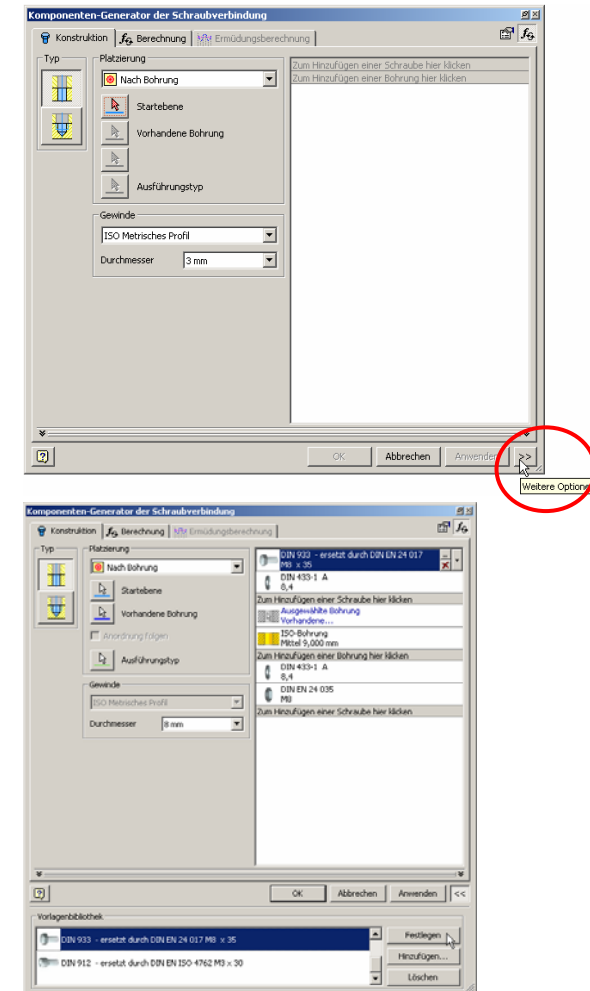 Komponenten-Generator der Schraubverbindung
Konstruktion
Berechnung
Ermüdungsberechnung
Typ
Platzierung
Nach Bohrung
Startebene
Vorhandene Bohrung
Ausführungstyp
Gewinde
ISO Metrisches Profil
Durchmesser
3 mm
Zum Hinzufügen einer Schraube hier klicken
Zum Hinzufügen einer Bohrung hier klicken
OK
Abbrechen
Anwenden
>>
Weitere Optione
Komponenten-Generator der Schraubverbindung
Konstruktion
Berechnung
Ermüdungsberechnung
Typ
Platzierung
Nach Bohrung
Startebene
Vorhandene Bohrung
Anordnung folgen
Ausführungstyp
Gewinde
ISO Metrisches Profil
Durchmesser
8 mm
DIN 933 - ersetzt durch DIN EN 24 017
M8 x 35
DIN 433-1 A
8,4
Zum Hinzufügen einer Schraube hier klicken
Ausgewählte Bohrung
Vorhandene...
ISO-Bohrung
Mittel 9,000 mm
Zum Hinzufügen einer Bohrung hier klicken
DIN 433-1 A
8,4
DIN EN 24 035
M8
Zum Hinzufügen einer Schraube hier klicken
OK
Abbrechen
Anwenden
<<
Vorlagenbibliothek
DIN 933 - ersetzt durch DIN EN 24 017 M8 x 35
DIN 912 - ersetzt durch DIN EN ISO 4762 M3 x 30
Festlegen
Hinzufügen...
Löschen